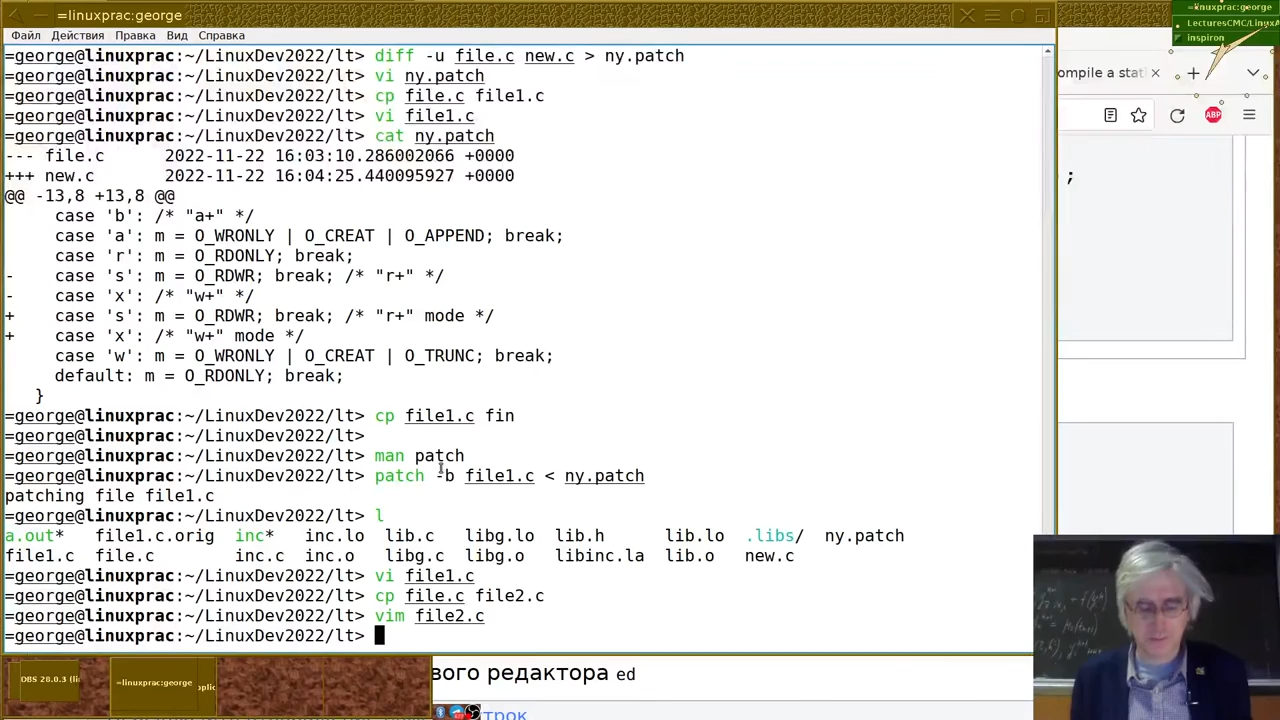 =linuxprac:george
Файл Действия Правка Вид Справка
=george@linuxprac:~/LinuxDev2022/lt> diff -u file.c new.c > ny.patch
=george@linuxprac:~/LinuxDev2022/lt> vi ny.patch
=george@linuxprac:~/LinuxDev2022/lt> cp file.c file1.c
=george@linuxprac:~/LinuxDev2022/lt> vi file1.c
=george@linuxprac:~/LinuxDev2022/lt> cat ny.patch
--- file.c      2022-11-22 16:03:10.286002066 +0000
+++ new.c       2022-11-22 16:04:25.440095927 +0000
@@ -13,8 +13,8 @@
     case 'b': /* "a+" */
     case 'a': m = O_WRONLY | O_CREAT | O_APPEND; break;
     case 'r': m = O_RDONLY; break;
-    case 's': m = O_RDWR; break; /* "r+" */
-    case 'x': /* "w+" */
+    case 's': m = O_RDWR; break; /* "r+" mode */
+    case 'x': /* "w+" mode */
     case 'w': m = O_WRONLY | O_CREAT | O_TRUNC; break;
     default: m = O_RDONLY; break;
   }
=george@linuxprac:~/LinuxDev2022/lt> cp file1.c fin
=george@linuxprac:~/LinuxDev2022/lt>
=george@linuxprac:~/LinuxDev2022/lt> man patch
=george@linuxprac:~/LinuxDev2022/lt> patch -b file1.c < ny.patch
patching file file1.c
=george@linuxprac:~/LinuxDev2022/lt> l
a.out*   file1.c.orig  inc*   inc.lo  lib.c   libg.lo  lib.h      lib.lo  .libs/  ny.patch
file1.c  file.c        inc.c  inc.o   libg.c  libg.o   libinc.la  lib.o   new.c
=george@linuxprac:~/LinuxDev2022/lt> vi file1.c
=george@linuxprac:~/LinuxDev2022/lt> cp file.c file2.c
=george@linuxprac:~/LinuxDev2022/lt> vim file2.c
=george@linuxprac:~/LinuxDev2022/lt>
=linuxprac:george
LecturesCMC/LinuxA
inspiron
ompile a stat
ABP
;
OBS 28.0.3 (li
=linuxprac:george
plic
вого редактора ed
трок